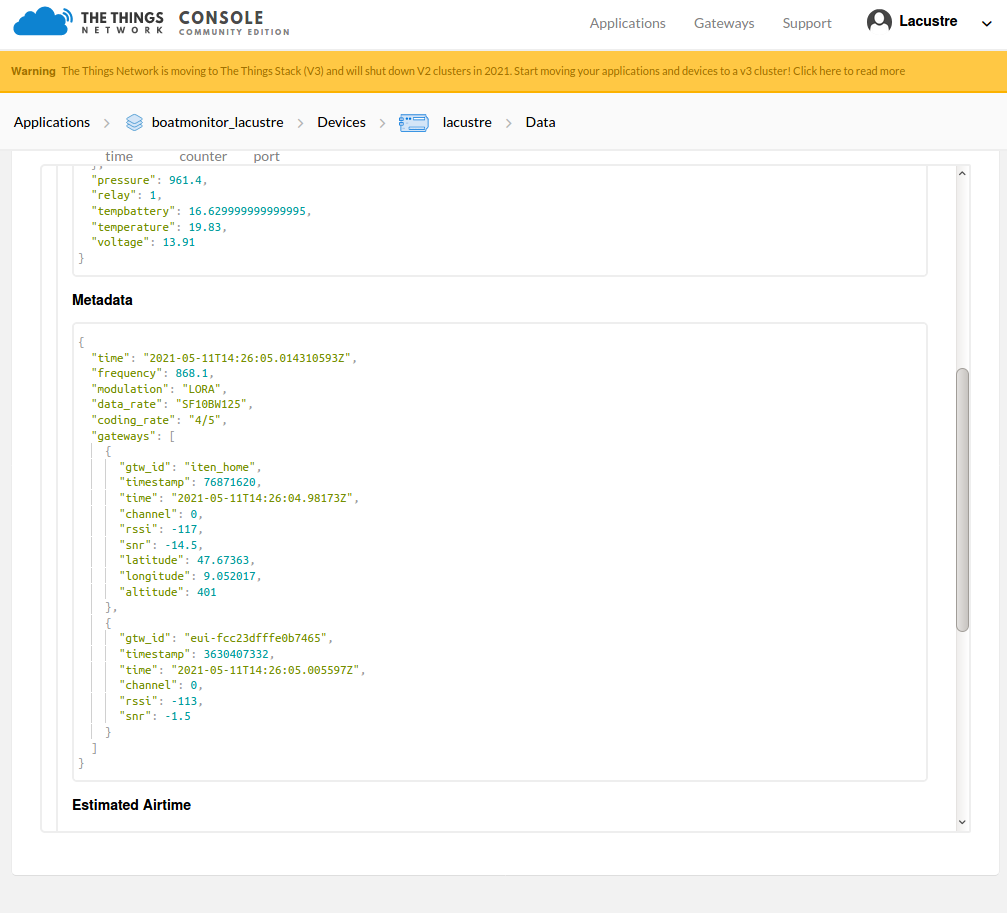 THE THINGS
NETWORK
CONSOLE
COMMUNITY EDITION
Applications
Gateways
Support
Lacustre
Warning The Things Network is moving to The Things Stack (V3) and will shut down V2 clusters in 2021. Start moving your applications and devices to a v3 cluster! Click here to read more
Applications
boatmonitor_lacustre
Devices
lacustre
Data
time counter port
},
"pressure": 961.4,
"relay": 1,
"tempbattery": 16.629999999999995,
"temperature": 19.83,
"voltage": 13.91
}
Metadata
{
"time": "2021-05-11T14:26:05.014310593Z",
"frequency": 868.1,
"modulation": "LORA",
"data_rate": "SF10BW125",
"coding_rate": "4/5",
"gateways": [
{
"gtw_id": "iten_home",
"timestamp": 76871620,
"time": "2021-05-11T14:26:04.98173Z",
"channel": 0,
"rssi": -117,
"snr": -14.5,
"latitude": 47.67363,
"longitude": 9.052017,
"altitude": 401
},
{
"gtw_id": "eui-fcc23dfffe0b7465",
"timestamp": 3630407332,
"time": "2021-05-11T14:26:05.005597Z",
"channel": 0,
"rssi": -113,
"snr": -1.5
}
]
}
Estimated Airtime